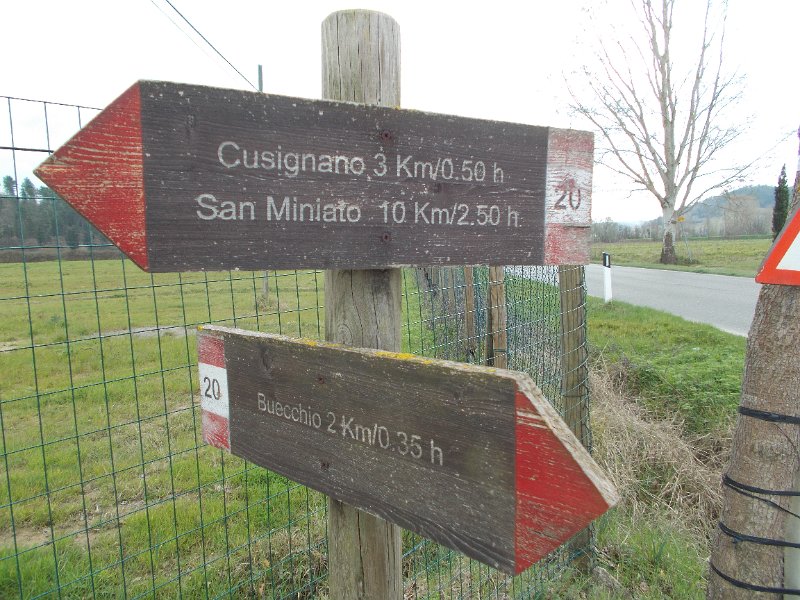 Cusignano 3 Km/0.50 h
San Miniato 10 Km/2.50 h
20
20
Buecchio 2 Km/0.35 h